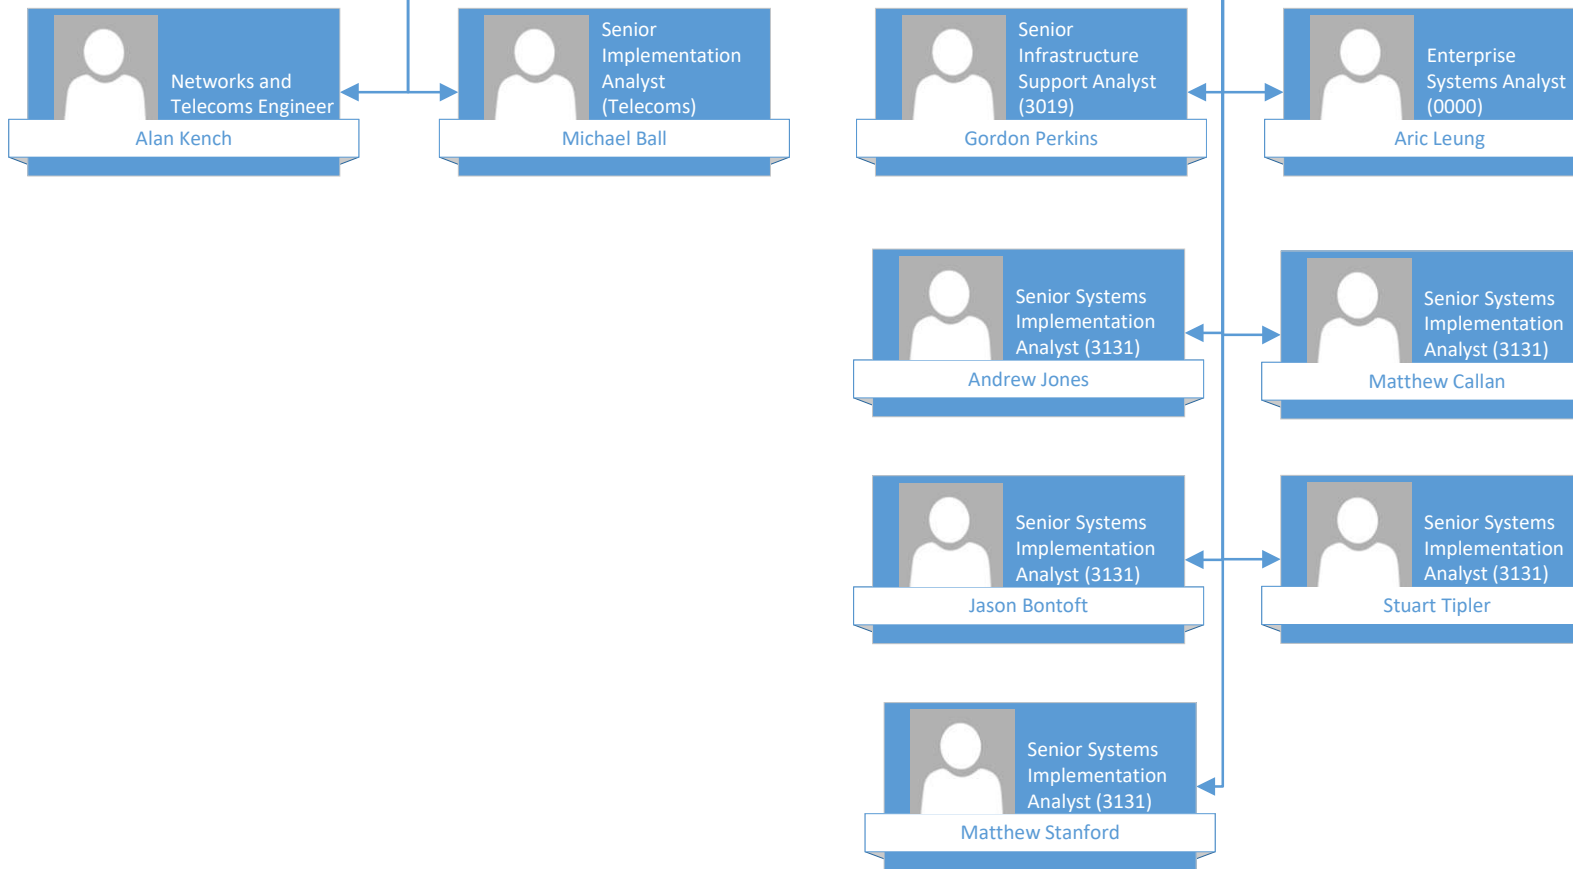 Networks and
Telecoms Engineer
Alan Kench
Senior
Implementation
Analyst
(Telecoms)
Michael Ball
Senior
Infrastructure
Support Analyst
(3019)
Gordon Perkins
Enterprise
Systems Analyst
(0000)
Aric Leung
Senior Systems
Implementation
Analyst (3131)
Andrew Jones
Senior Systems
Implementation
Analyst (3131)
Matthew Callan
Senior Systems
Implementation
Analyst (3131)
Jason Bontoft
Senior Systems
Implementation
Analyst (3131)
Stuart Tipler
Senior Systems
Implementation
Analyst (3131)
Matthew Stanford